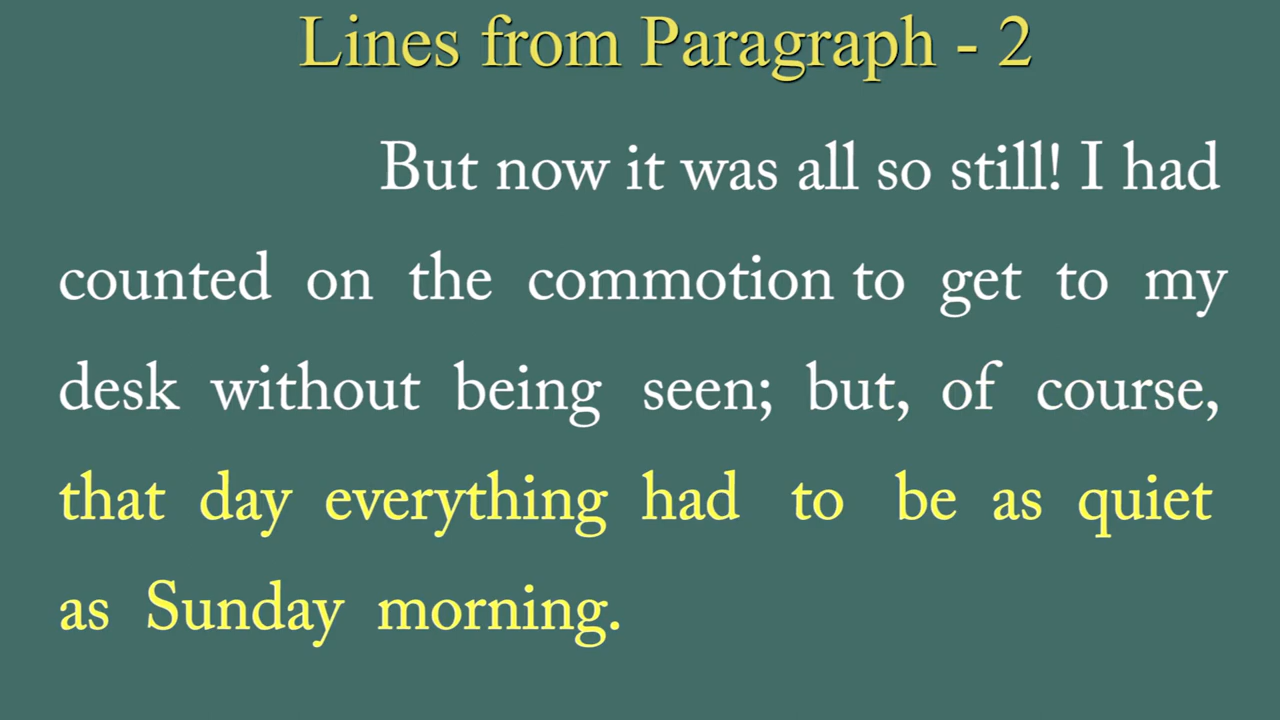 Lines from Paragraph - 2
But now it was all so still! I had
counted on the commotion to get to my
desk without being seen; but, of course,
that day everything had to be as quiet
as Sunday morning.